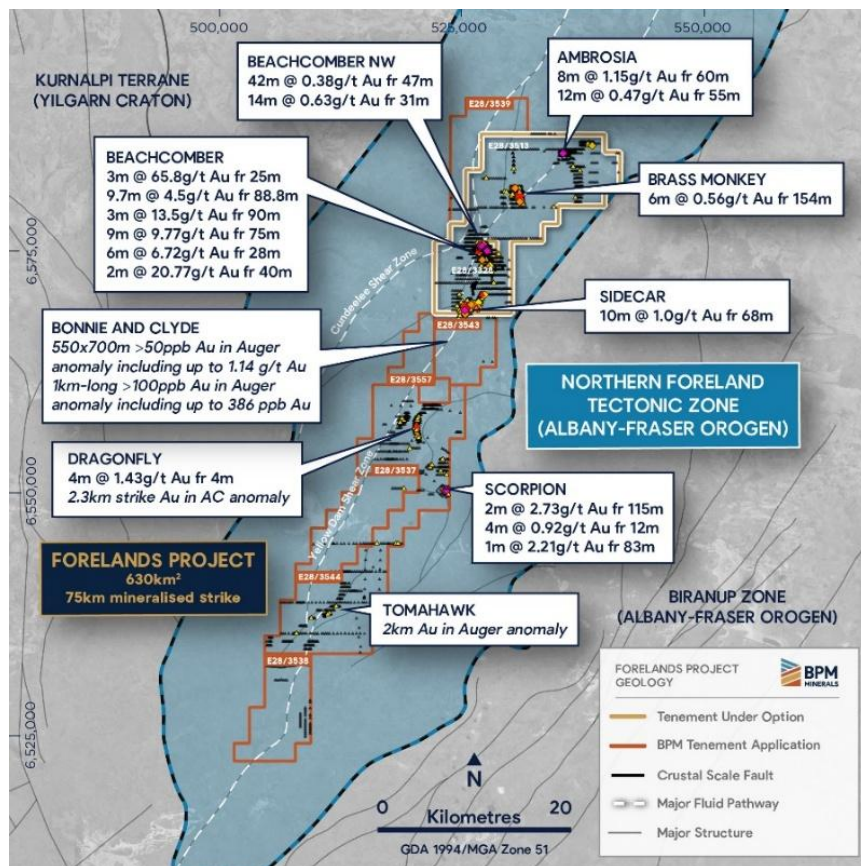 500,000
525,000
550,000
KURNALPI TERRANE
(YILGARN CRATON)
BEACHCOMBER NW
42m @ 0.38g/t Au fr 47m
14m @ 0.63g/t Au fr 31m
AMBROSIA
8m @ 1.15g/t Au fr 60m
12m @ 0.47g/t Au fr 55m
E28/3539
E28/3513
BEACHCOMBER
3m @ 65.8g/t Au fr 25m
9.7m @ 4.5g/t Au fr 88.8m
3m @ 13.5g/t Au fr 90m
9m @ 9.77g/t Au fr 75m
6m @ 6.72g/t Au fr 28m
2m @ 20.77g/t Au fr 40m
BRASS MONKEY
6m @ 0.56g/t Au fr 154m
6,575,000
Cundeelee Shear Zone
SIDECAR
10m @ 1.0g/t Au fr 68m
E28/3543
BONNIE AND CLYDE
550x700m >50ppb Au in Auger
anomaly including up to 1.14 g/t Au
1km-long >100ppb Au in Auger
anomaly including up to 386 ppb Au
E28/3557
NORTHERN FORELAND
TECTONIC ZONE
(ALBANY-FRASER OROGEN)
DRAGONFLY
4m @ 1.43g/t Au fr 4m
2.3km strike Au in AC anomaly
E28/3537
Yellow Dam Shear Zone
6,550,000
SCORPION
2m @ 2.73g/t Au fr 115m
4m @ 0.92g/t Au fr 12m
1m @ 2.21g/t Au fr 83m
FORELANDS PROJECT
630km²
75km mineralised strike
E28/3544
TOMAHAWK
2km Au in Auger anomaly
BIRANUP ZONE
(ALBANY-FRASER OROGEN)
E28/3538
6,525,000
FORELANDS PROJECT
GEOLOGY
BPM
MINERALS
Tenement Under Option
BPM Tenement Application
Crustal Scale Fault
Major Fluid Pathway
Major Structure
N
0
20
Kilometres
GDA 1994/MGA Zone 51